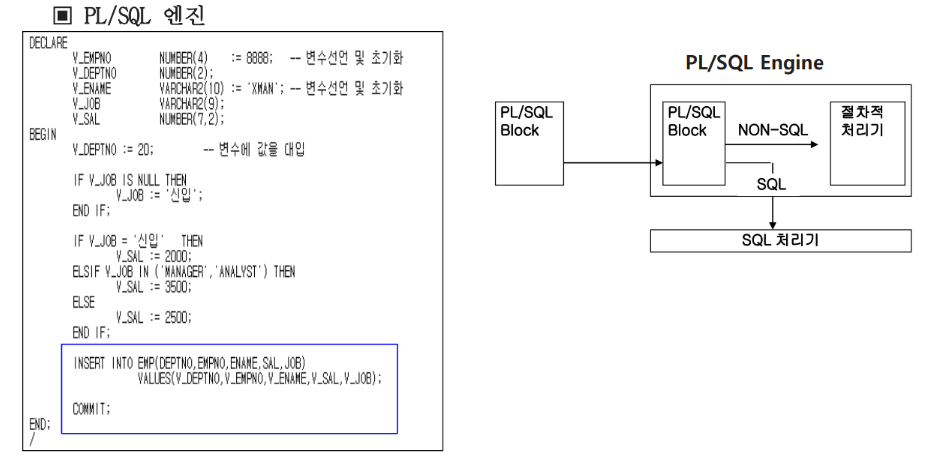 ▣ PL/SQL 엔진
DECLARE
V_EMPNO NUMBER(4) := 8888; -- 변수선언 및 초기화
V_DEPTNO NUMBER(2);
V_ENAME VARCHAR2(10) := 'XMAN'; -- 변수선언 및 초기화
V_JOB VARCHAR2(9);
V_SAL NUMBER(7,2);
BEGIN
V_DEPTNO := 20; -- 변수에 값을 대입
IF V_JOB IS NULL THEN
V_JOB := '신입';
END IF;
IF V_JOB = '신입' THEN
V_SAL := 2000;
ELSIF V_JOB IN ('MANAGER','ANALYST') THEN
V_SAL := 3500;
ELSE
V_SAL := 2500;
END IF;
INSERT INTO EMP(DEPTNO,EMPNO,ENAME,SAL,JOB)
VALUES(V_DEPTNO,V_EMPNO,V_ENAME,V_SAL,V_JOB);
COMMIT;
END;
/
PL/SQL Engine
PL/SQL
Block
PL/SQL
Block
NON-SQL
SQL
절차적
처리기
SQL 처리기